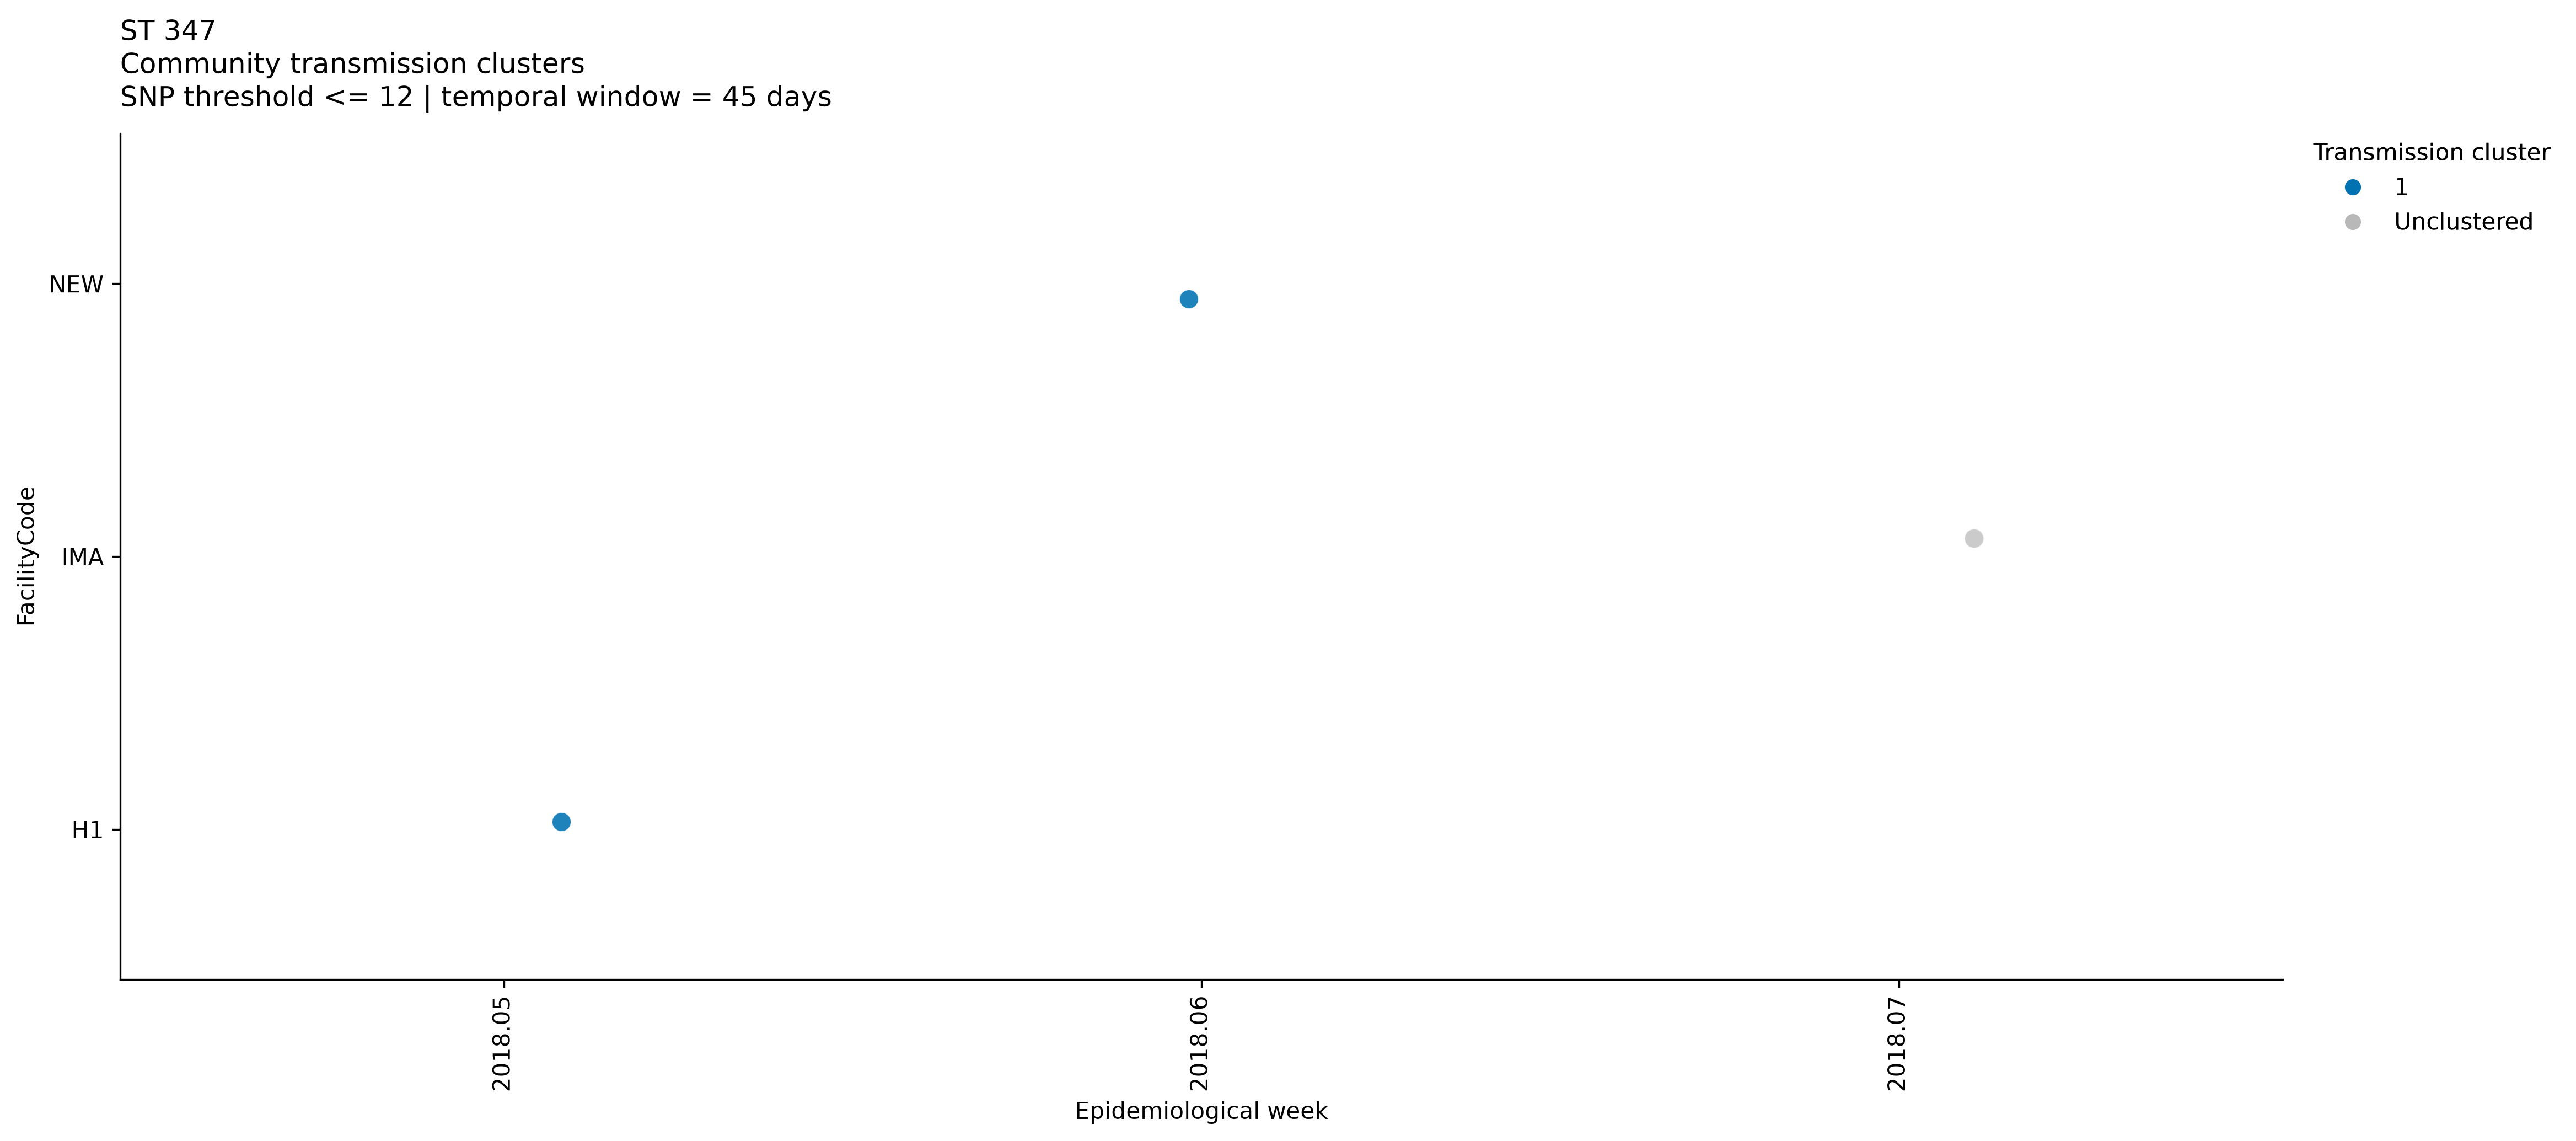 ST 347
Community transmission clusters
SNP threshold <= 12 | temporal window = 45 days
Transmission cluster
1
Unclustered
FacilityCode
NEW
IMA
H1
2018.05
2018.06
2018.07
Epidemiological week